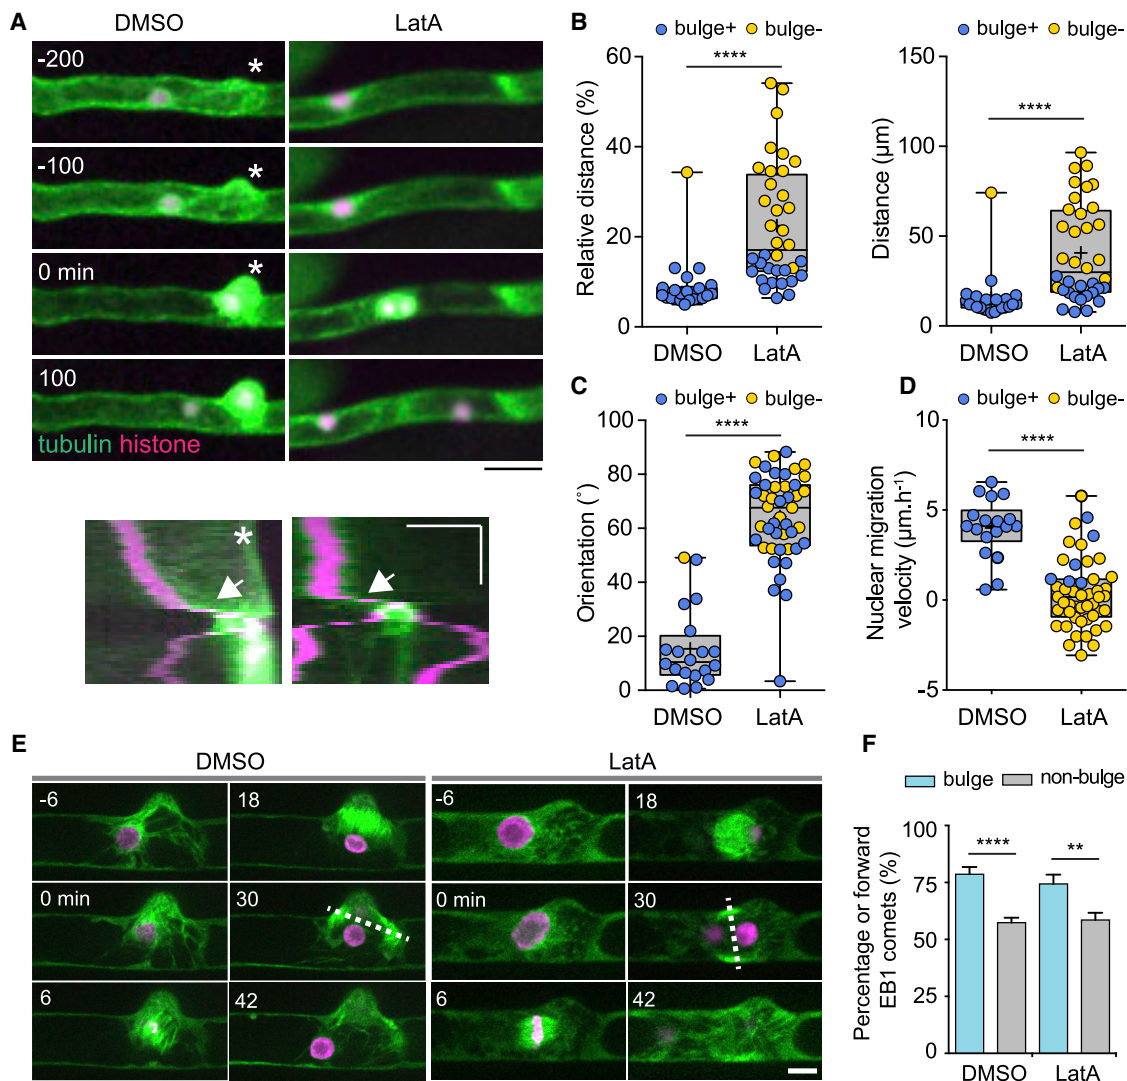 A
DMSO
LatA
-200
*
-100
*
0 min
*
100
tubulin histone
*
B
bulge+ bulge-
Relative distance (%)
60
40
20
0
****
DMSO
LatA
bulge+ bulge-
Distance (µm)
150
100
50
0
****
DMSO
LatA
C
bulge+ bulge-
Orientation (˚)
100
80
60
40
20
0
****
DMSO
LatA
D
bulge+ bulge-
Nuclear migration
velocity (µm.h-1)
10
5
0
-5
****
DMSO
LatA
E
DMSO
LatA
-6
18
-6
18
0 min
30
0 min
30
6
42
6
42
F
bulge non-bulge
Percentage or forward
EB1 comets (%)
100
75
50
25
0
****
**
DMSO
LatA